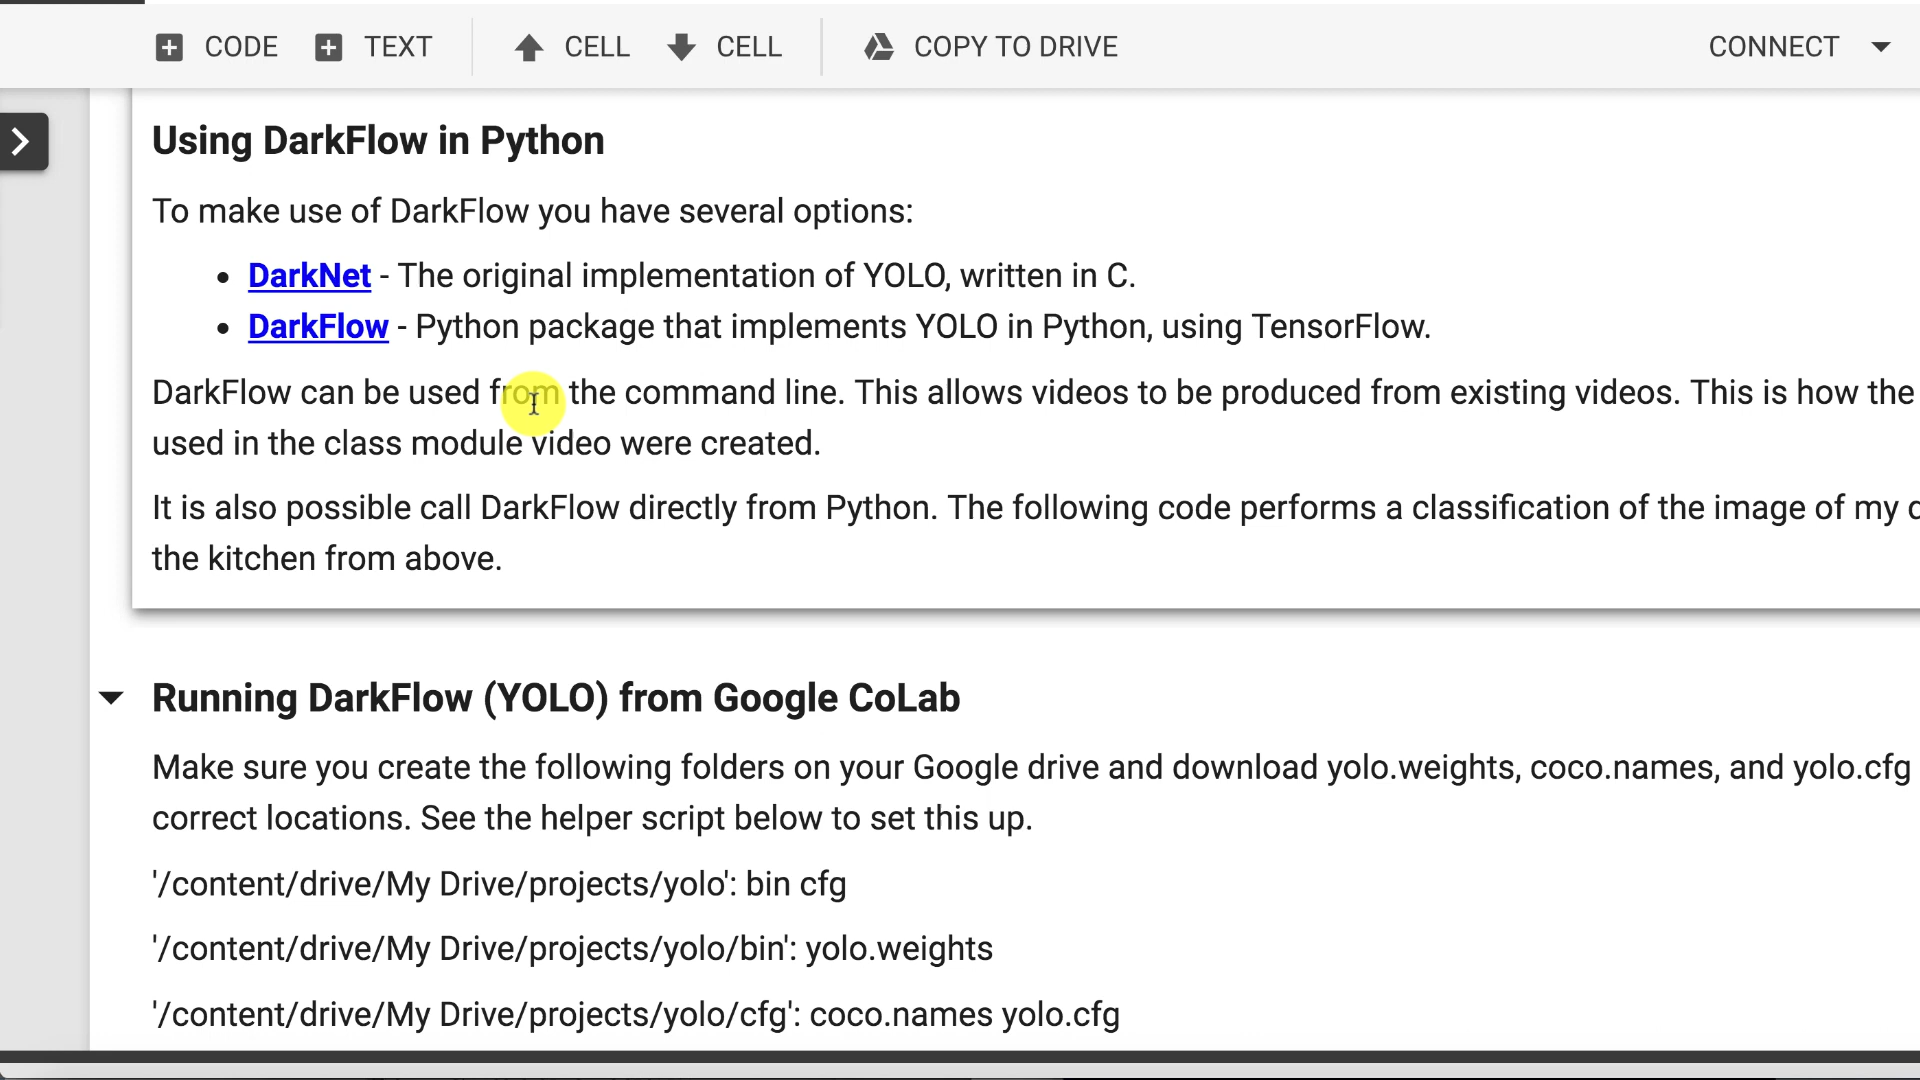 CODE TEXT CELL CELL COPY TO DRIVE CONNECT
Using DarkFlow in Python
To make use of DarkFlow you have several options:
• DarkNet - The original implementation of YOLO, written in C.
• DarkFlow - Python package that implements YOLO in Python, using TensorFlow.
DarkFlow can be used from the command line. This allows videos to be produced from existing videos. This is how the
used in the class module video were created.
It is also possible call DarkFlow directly from Python. The following code performs a classification of the image of my
the kitchen from above.
Running DarkFlow (YOLO) from Google CoLab
Make sure you create the following folders on your Google drive and download yolo.weights, coco.names, and yolo.cfg
correct locations. See the helper script below to set this up.
'/content/drive/My Drive/projects/yolo': bin cfg
'/content/drive/My Drive/projects/yolo/bin': yolo.weights
'/content/drive/My Drive/projects/yolo/cfg': coco.names yolo.cfg